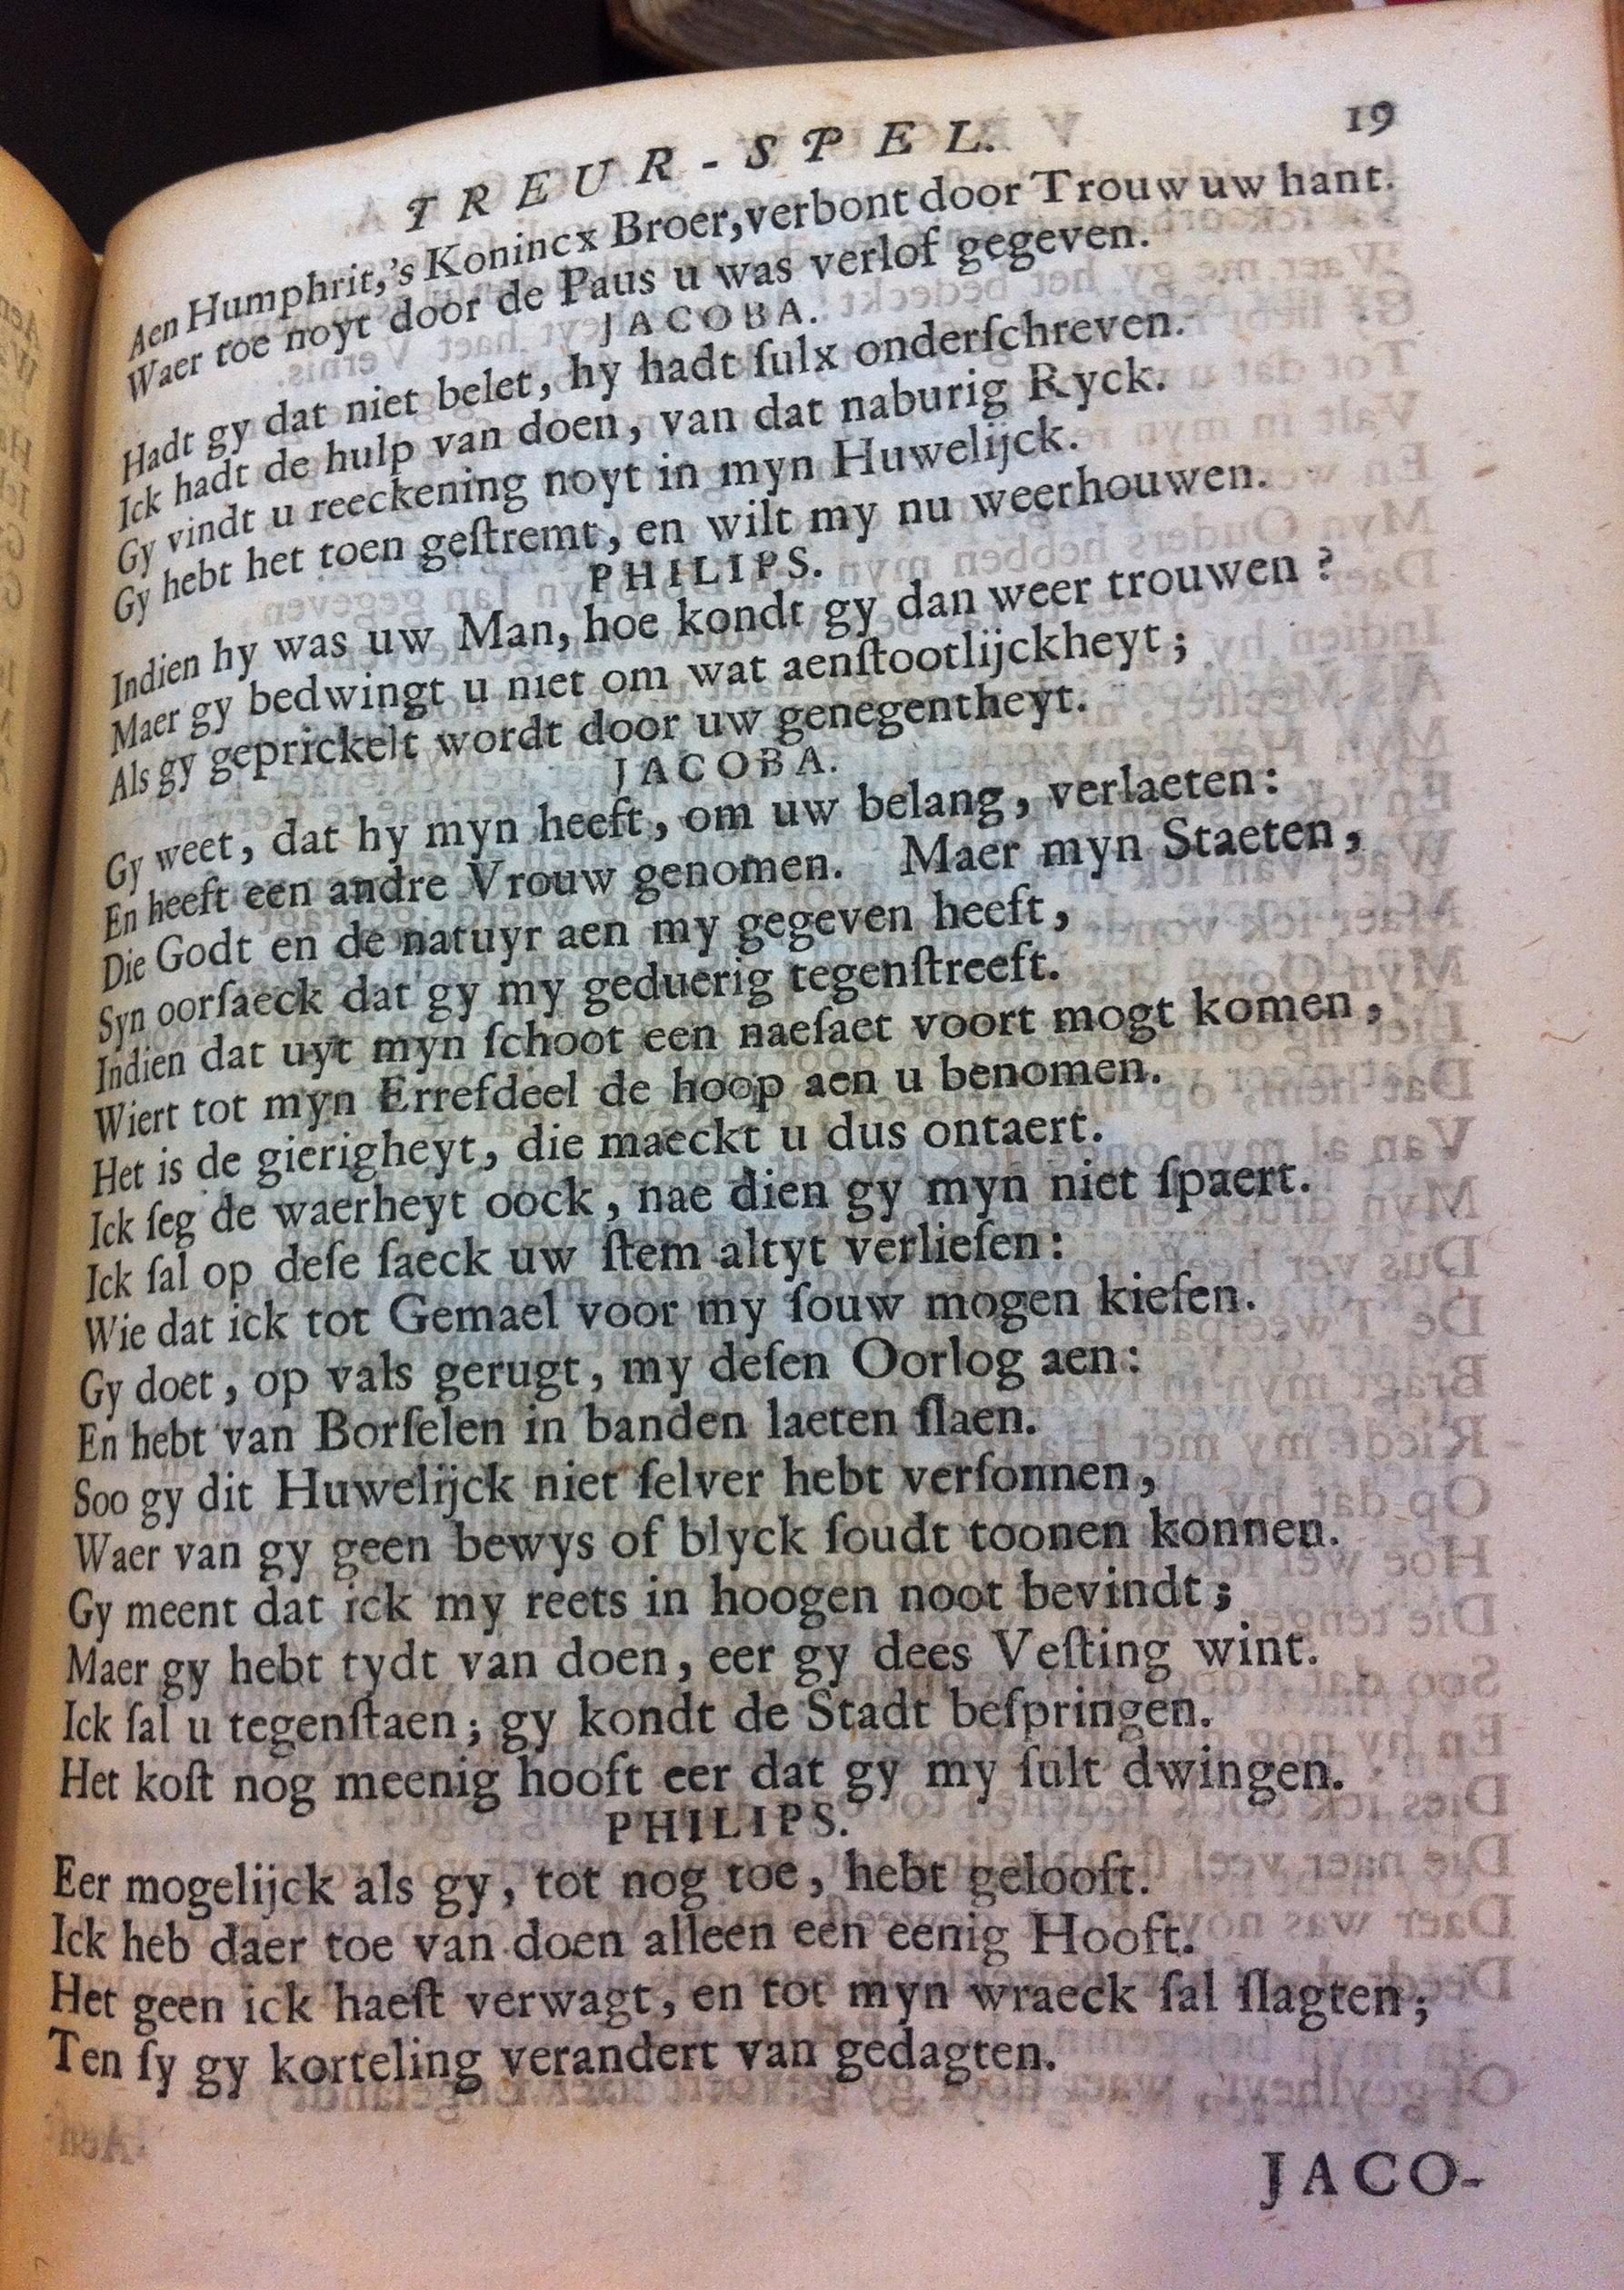 TREUR-SPEL. 19
Aen Humphrit,'s Konincx Broer, verbont door Trouw uw hant.
Waer toe noyt door de Paus u was verlof gegeven.
JACOBA.
Hadt gy dat niet belet, hy hadt ſulx onderſchreven.
Ick hadt de hulp van doen, van dat naburig Ryck.
Gy vindt u reeckening noyt in myn Huwelijck.
Gy hebt het toen geſtremt, en wilt my nu weerhouwen.
PHILIPS.
Indien hy was uw Man, hoe kondt gy dan weer trouwen?
Maer gy bedwingt u niet om wat aenſtootlijckheyt;
Als gy geprickelt wordt door uw genegentheyt.
JACOBA.
Gy weet, dat hy myn heeft, om uw belang, verlaeten:
En heeft een andre Vrouw genomen. Maer myn Staeten,
Die Godt en de natuyr aen my gegeven heeft,
Syn oorſaeck dat gy my geduerig tegenſtreeft.
Indien dat uyt myn ſchoot een naeſaet voort mogt komen,
Wiert tot myn Errefdeel de hoop aen u benomen.
Het is de gierigheyt, die maeckt u dus ontaert.
Ick ſeg de waerheyt oock, nae dien gy myn niet ſpaert.
Ick ſal op deſe ſaeck uw ſtem altyt verlieſen:
Wie dat ick tot Gemael voor my ſouw mogen kieſen.
Gy doet, op vals gerugt, my deſen Oorlog aen:
En hebt van Borſelen in banden laeten ſlaen.
Soo gy dit Huwelijck niet ſelver hebt verſonnen,
Waer van gy geen bewys of blyck ſoudt toonen konnen.
Gy meent dat ick my reets in hoogen noot bevindt;
Maer gy hebt tydt van doen, eer gy dees Veſting wint.
Ick ſal u tegenſtaen; gy kondt de Stadt beſpringen.
Het koſt nog meenig hooft eer dat gy my ſult dwingen.
PHILIPS.
Eer mogelijck als gy, tot nog toe, hebt gelooft.
Ick heb daer toe van doen alleen een eenig Hooft.
Het geen ick haeſt verwagt, en tot myn wraeck ſal ſlagten;
Ten ſy gy korteling verandert van gedagten.
JACO-